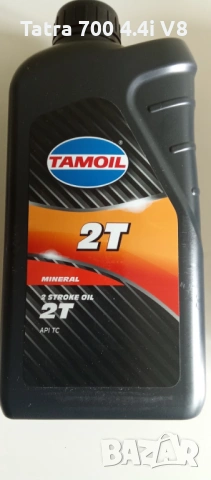 Tatra 700 4.4i V8
TAMOIL
2T
MINERAL
2 STROKE OIL
2T
API TC
BAZAR